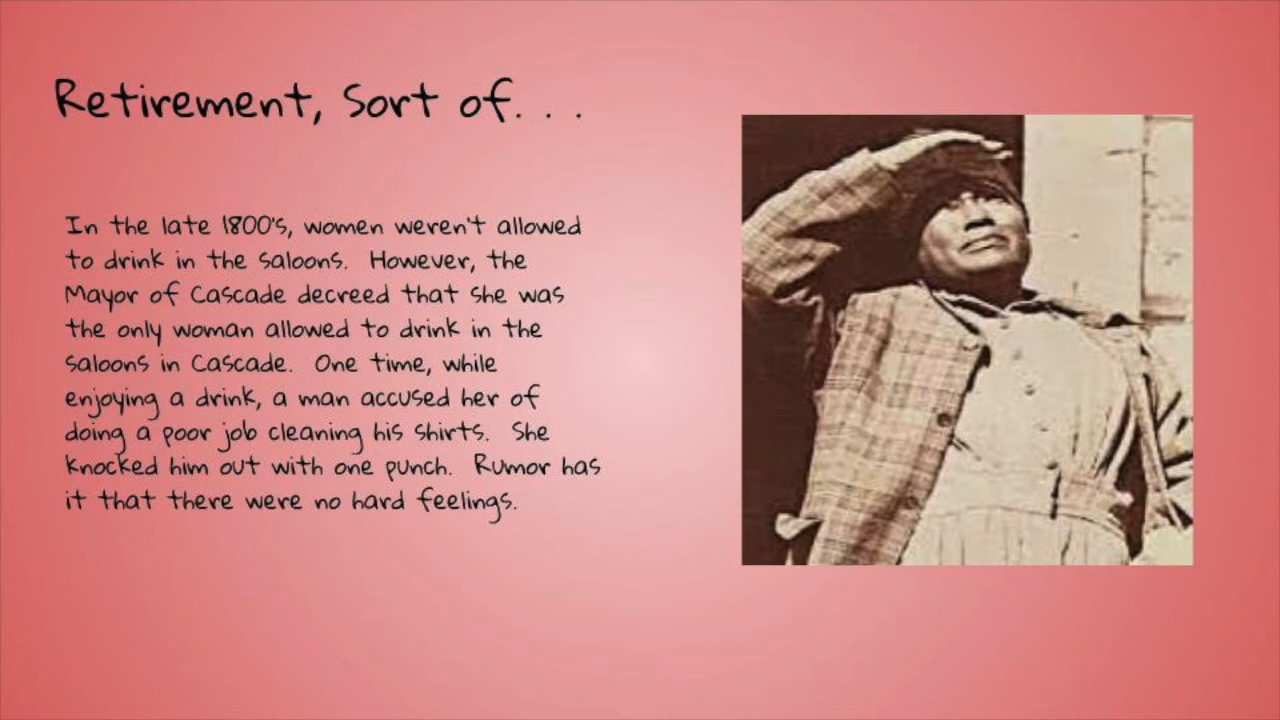 Retirement, Sort of. . .
In the late 1800's, women weren't allowed
to drink in the saloons.  However, the
Mayor of Cascade decreed that she was
the only woman allowed to drink in the
saloons in Cascade.  One time, while
enjoying a drink, a man accused her of
doing a poor job cleaning his shirts.  She
knocked him out with one punch.  Rumor has
it that there were no hard feelings.